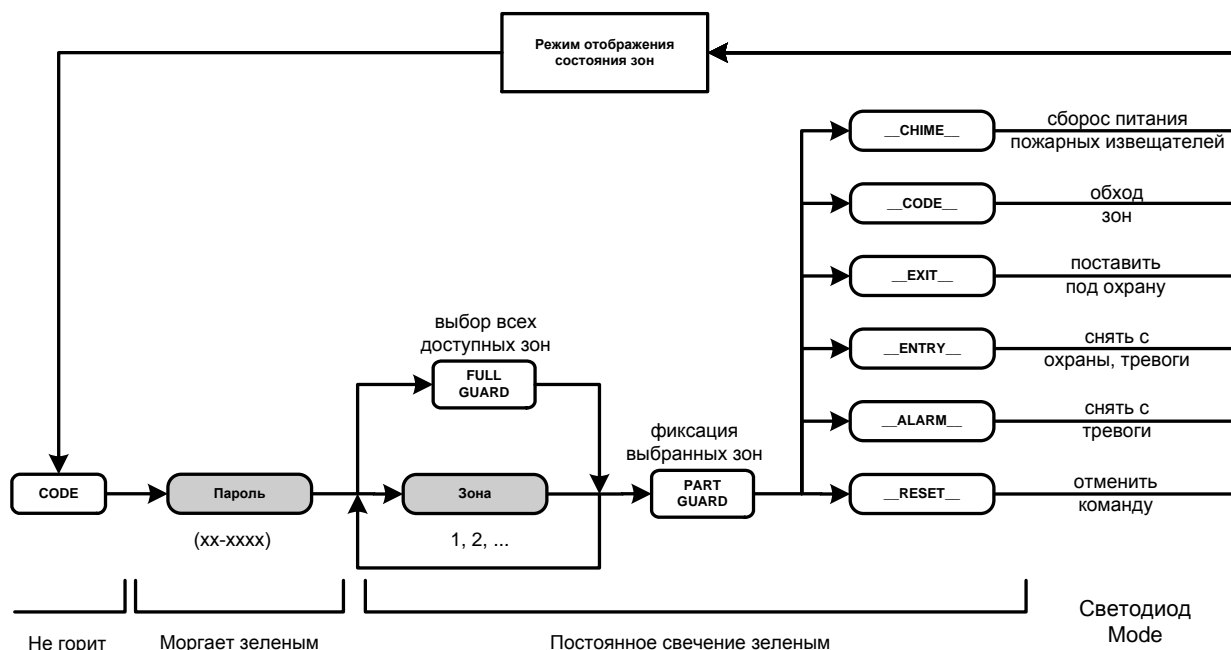 Режим отображения
состояния зон
__CHIME__
сборос питания
пожарных извещателей
__CODE__
обход
зон
__EXIT__
поставить
под охрану
выбор всех
доступных зон
FULL
GUARD
__ENTRY__
снять с
охраны, тревоги
__ALARM__
снять с
тревоги
фиксация
выбранных зон
CODE
Пароль
Зона
PART
GUARD
__RESET__
отменить
команду
(xx-xxxx)
1, 2, ...
Не горит
Моргает зеленым
Постоянное свечение зеленым
Светодиод
Mode